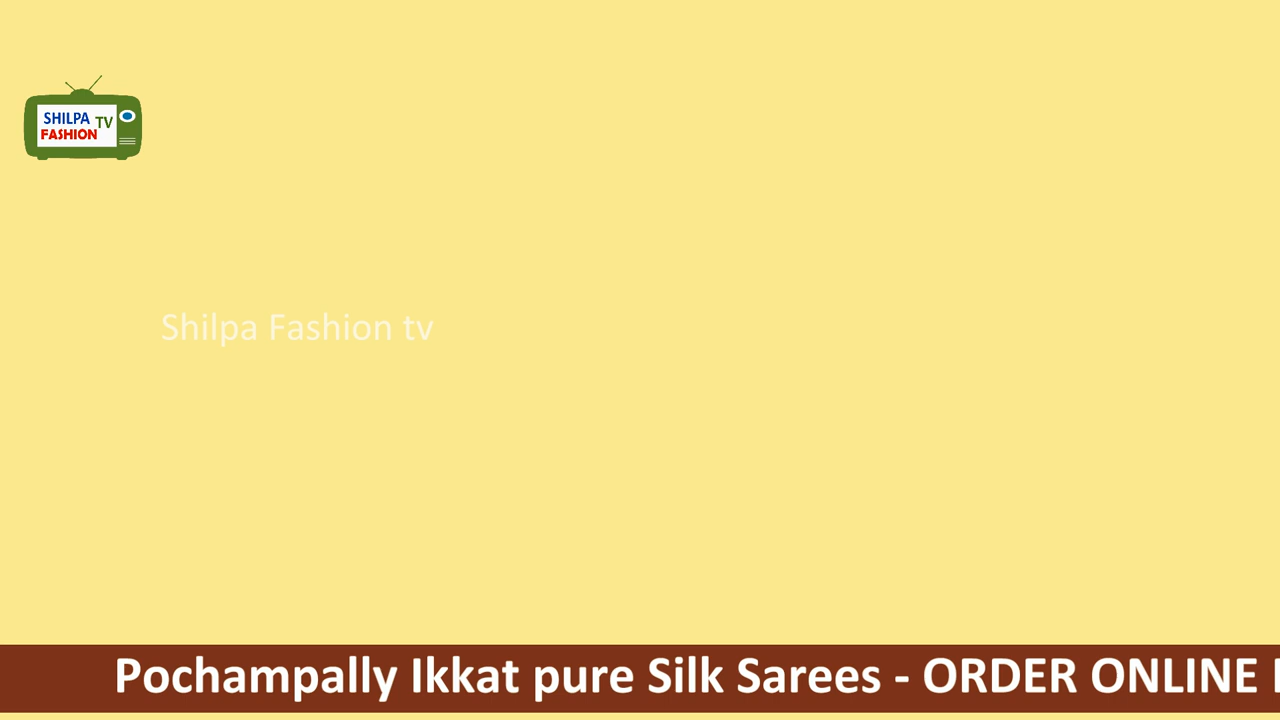 SHILPA TV
FASHION
Shilpa Fashion tv
Pochampally Ikkat pure Silk Sarees - ORDER ONLINE